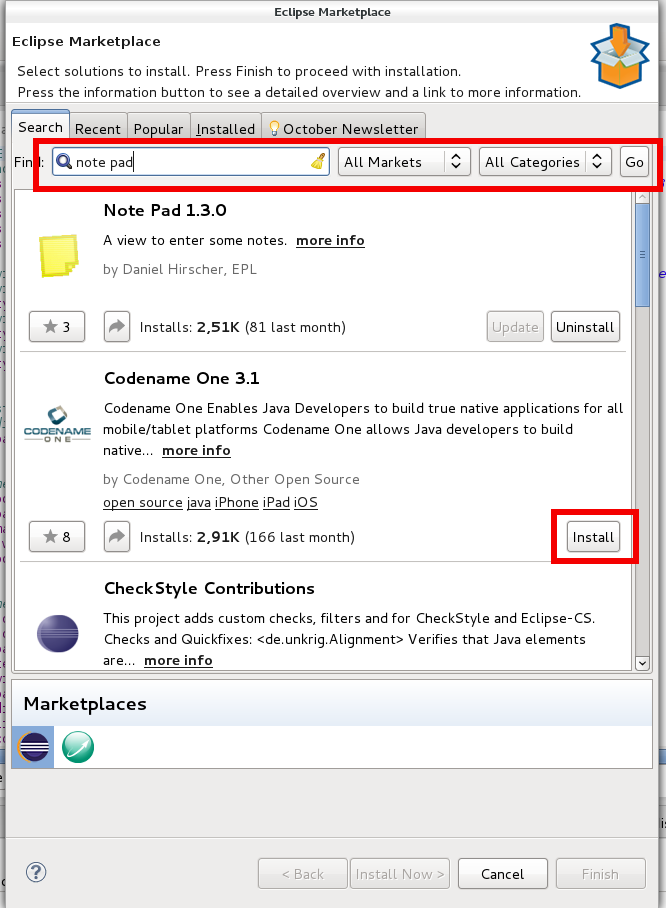 Eclipse Marketplace
Eclipse Marketplace
Select solutions to install. Press Finish to proceed with installation.
Press the information button to see a detailed overview and a link to more information.
Search Recent Popular Installed October Newsletter
Find: note pad All Markets All Categories Go
Note Pad 1.3.0
A view to enter some notes. more info
by Daniel Hirscher, EPL
3 Installs: 2,51K (81 last month) Update Uninstall
Codename One 3.1
Codename One Enables Java Developers to build true native applications for all
mobile/tablet platforms Codename One allows Java developers to build
native... more info
CODENAME
ONE
by Codename One, Other Open Source
open source java iPhone iPad iOS
8 Installs: 2,91K (166 last month) Install
CheckStyle Contributions
This project adds custom checks, filters and for CheckStyle and Eclipse-CS.
Checks and Quickfixes: <de.unkrig.Alignment> Verifies that Java elements
are... more info
Marketplaces
? < Back Install Now > Cancel Finish